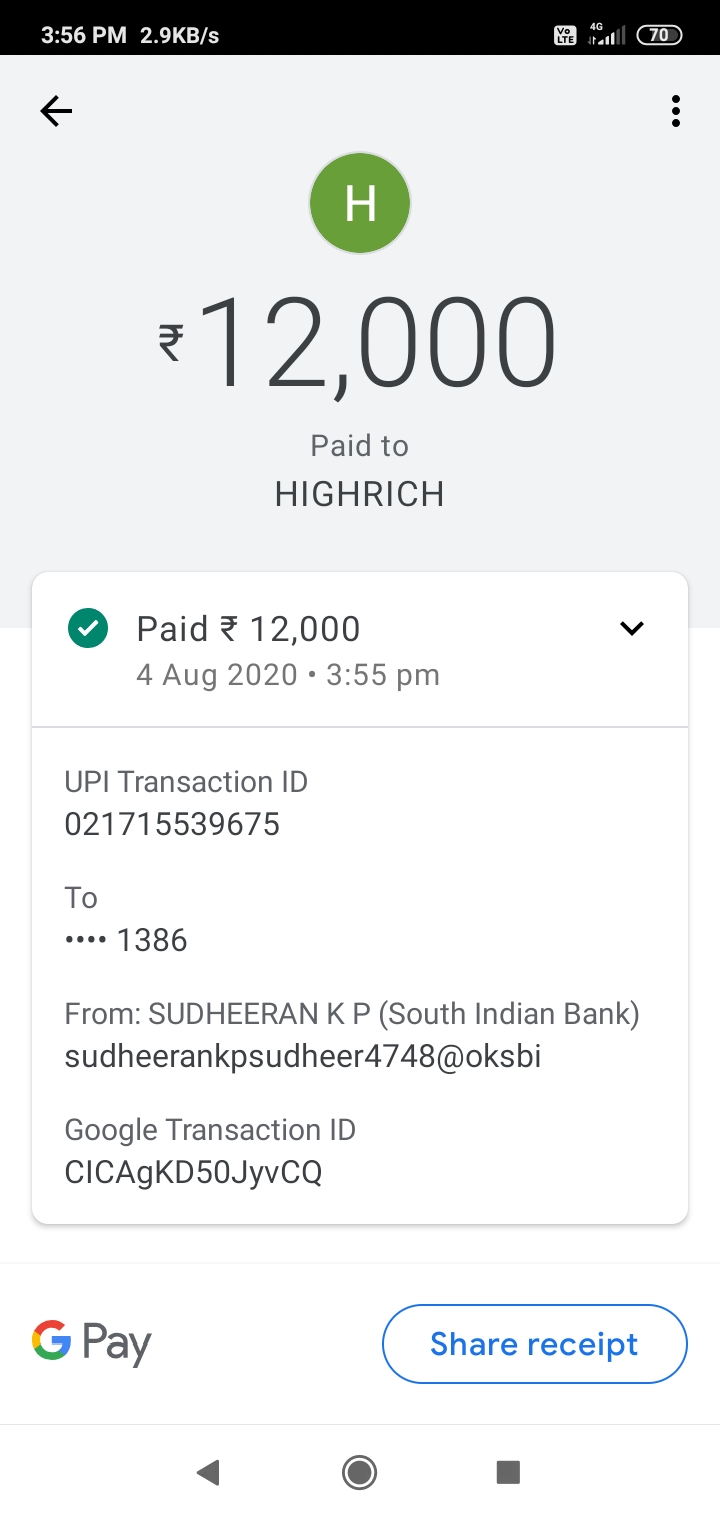 3:56 PM 2.9KB/s Vo LTE 4G 70
H
₹12,000
Paid to
HIGHRICH
Paid ₹ 12,000
4 Aug 2020 • 3:55 pm
UPI Transaction ID
021715539675
To
•••• 1386
From: SUDHEERAN K P (South Indian Bank)
sudheerankpsudheer4748@oksbi
Google Transaction ID
CICAgKD50JyvCQ
G Pay
Share receipt